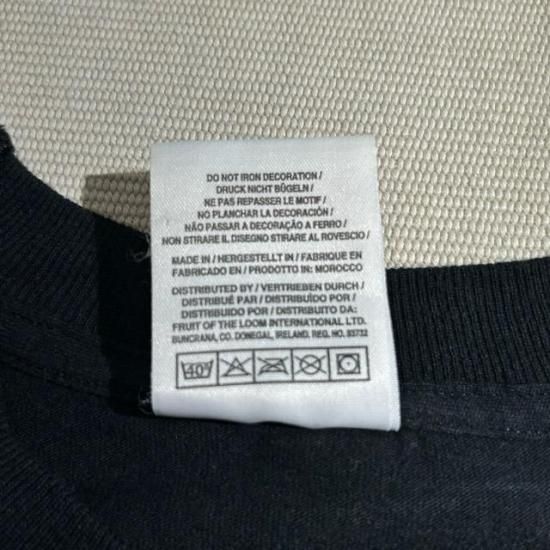 DO NOT IRON DECORATION /
DRUCK NICHT BÜGELN /
NE PAS REPASSER LE MOTIF /
NO PLANCHAR LA DECORACIÓN /
NÃO PASSAR A DECORAÇÃO A FERRO /
NON STIRARE IL DISEGNO STIRARE AL ROVESCIO /
MADE IN / HERGESTELLT IN / FABRIQUE EN
FABRICADO EN / PRODOTTO IN: MOROCCO
DISTRIBUTED BY / VERTRIEBEN DURCH /
DISTRIBUÉ PAR / DISTRIBUÍDO POR /
DISTRIBUIDO POR / DISTRIBUITO DA:
FRUIT OF THE LOOM INTERNATIONAL LTD.
BUNCRANA, CO. DONEGAL, IRELAND. REG. NO. 83732
40°